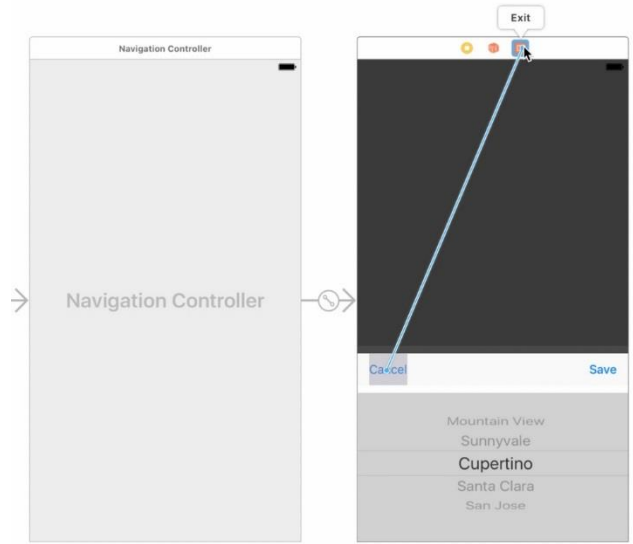 Exit
Navigation Controller
Navigation Controller
Cancel
Save
Mountain View
Sunnyvale
Cupertino
Santa Clara
San Jose